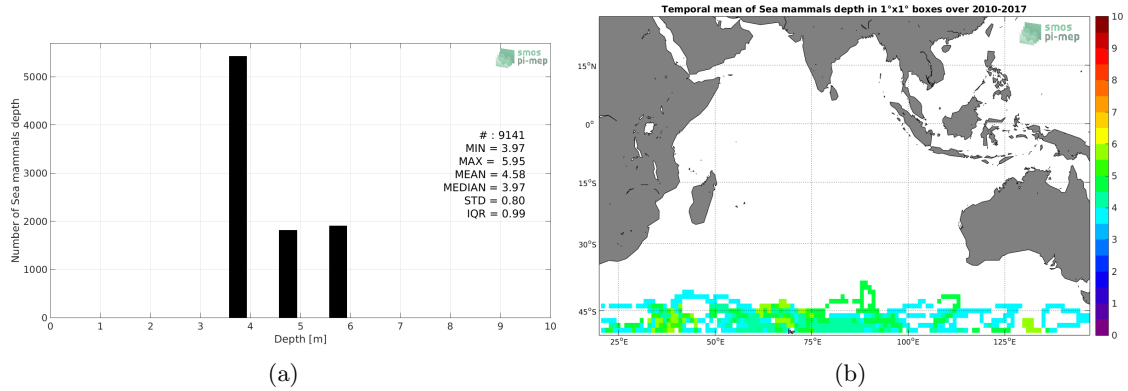 smos
pi-mep
Number of Sea mammals depth
5000
4000
3000
2000
1000
0
# : 9141
MIN = 3.97
MAX = 5.95
MEAN = 4.58
MEDIAN = 3.97
STD = 0.80
IQR = 0.99
0 1 2 3 4 5 6 7 8 9 10
Depth [m]
(a)
Temporal mean of Sea mammals depth in 1°x1° boxes over 2010-2017
smos
pi-mep
15°N
0°
15°S
30°S
45°S
25°E 50°E 75°E 100°E 125°E
10
9
8
7
6
5
4
3
2
1
0
(b)